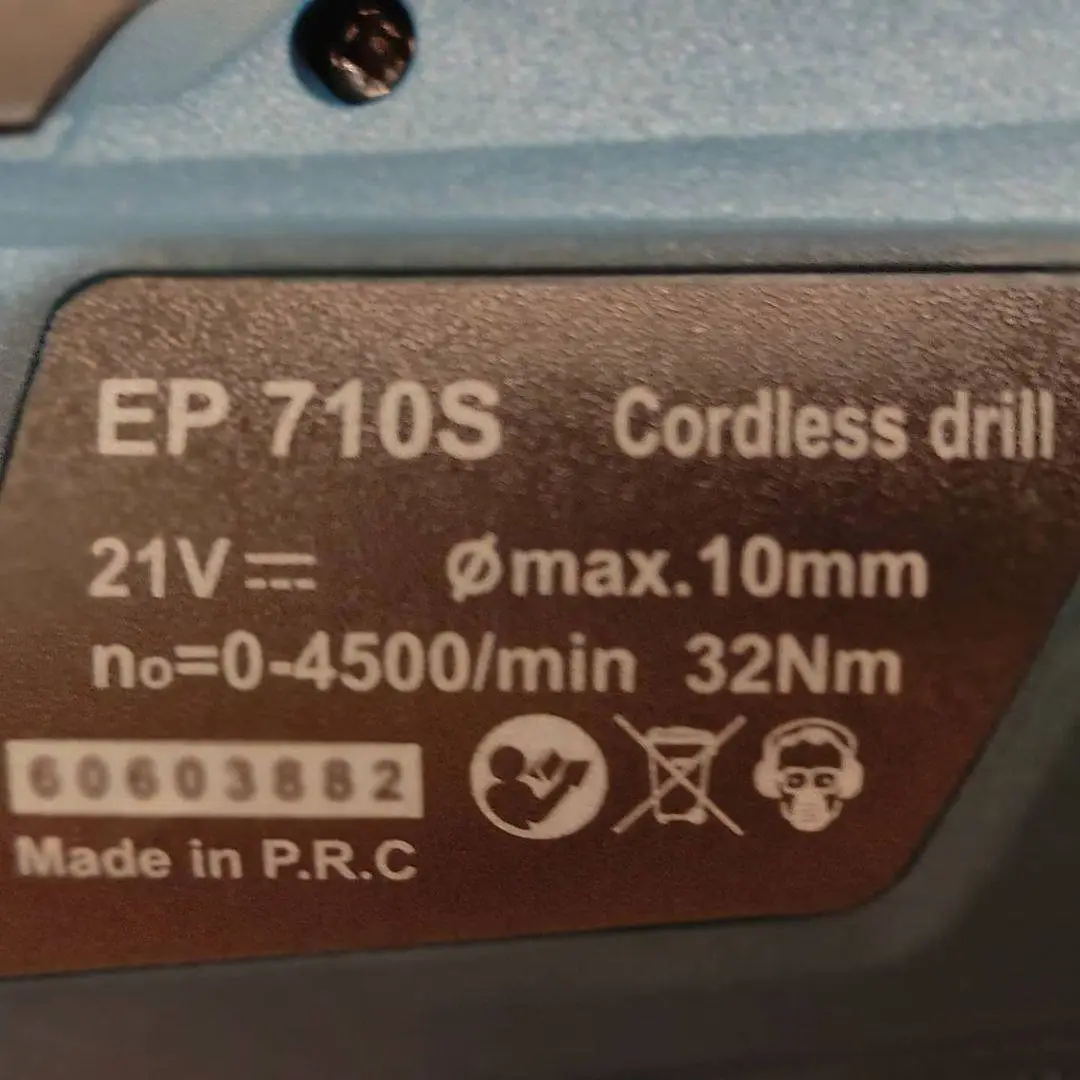 EP 710S Cordless drill
21V ⎓ ømax.10mm
n₀=0-4500/min 32Nm
60603882
Made in P.R.C